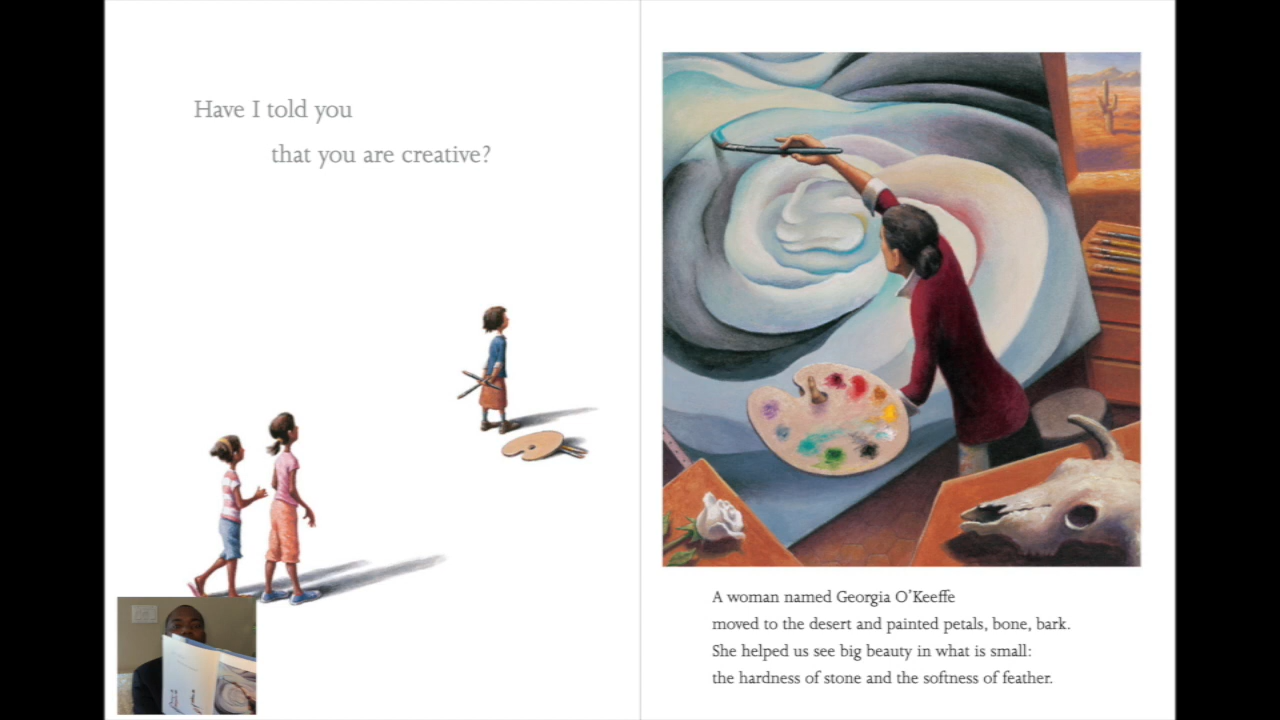 Have I told you
that you are creative?
A woman named Georgia O'Keeffe
moved to the desert and painted petals, bone, bark.
She helped us see big beauty in what is small:
the hardness of stone and the softness of feather.